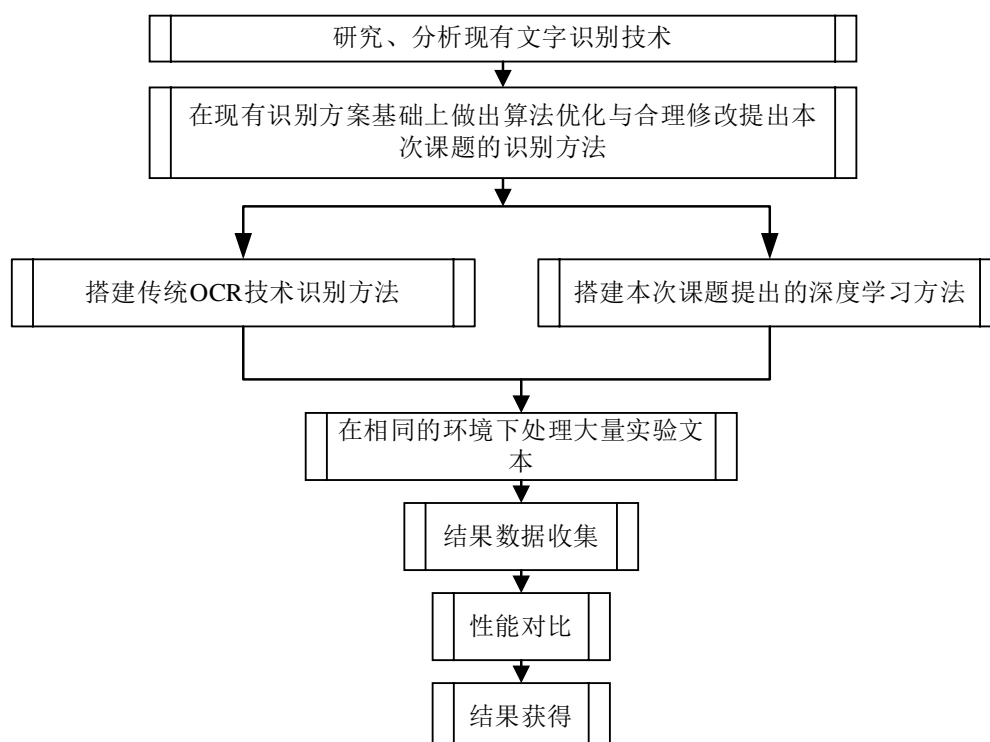 研究、分析现有文字识别技术
在现有识别方案基础上做出算法优化与合理修改提出本
次课题的识别方法
搭建传统OCR技术识别方法
搭建本次课题提出的深度学习方法
在相同的环境下处理大量实验文
本
结果数据收集
性能对比
结果获得